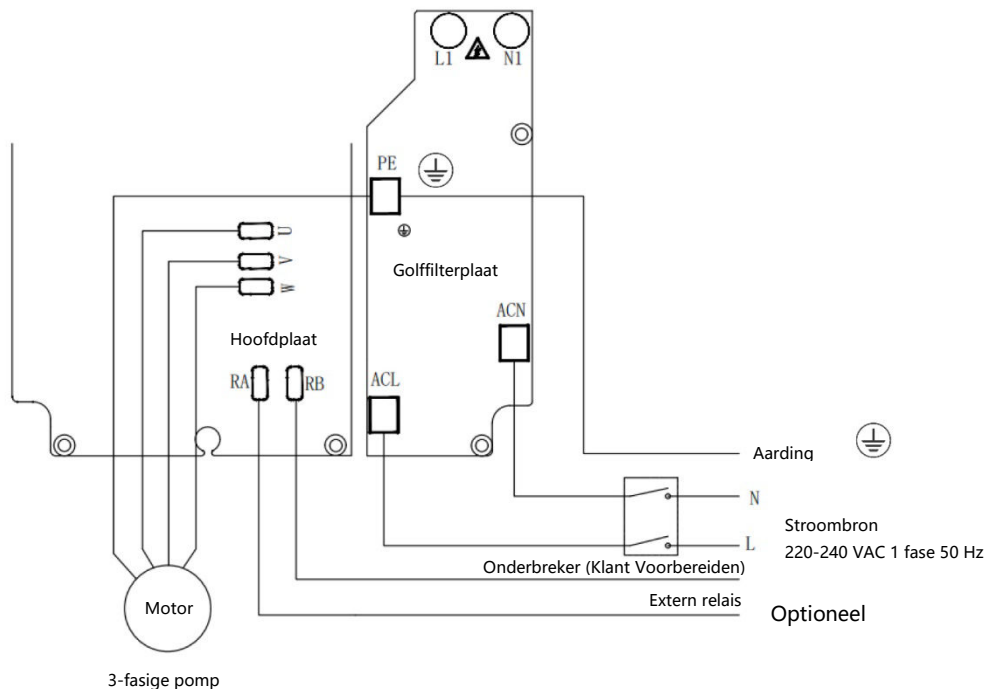 L1 N1
PE
U
V
W
Golffilterplaat
ACN
Hoofdplaat
RA RB
ACL
Aarding
N
Stroombron
L
220-240 VAC 1 fase 50 Hz
Onderbreker (Klant Voorbereiden)
Extern relais
Optioneel
Motor
3-fasige pomp